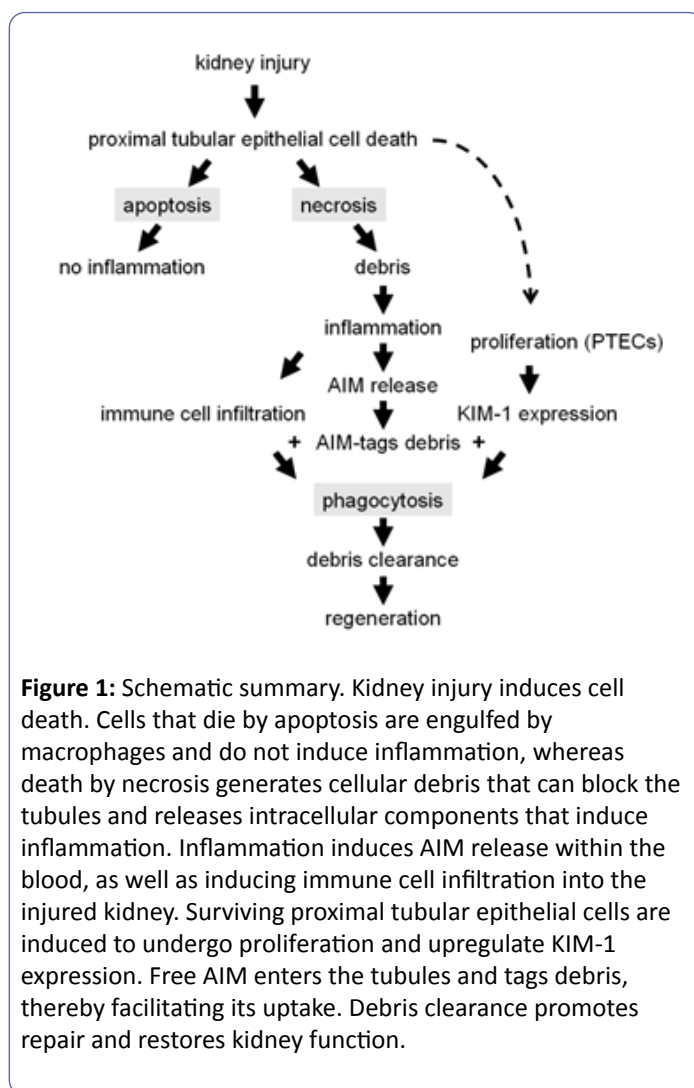 kidney injury
proximal tubular epithelial cell death
apoptosis necrosis
no inflammation debris
inflammation
proliferation (PTECs)
AIM release
immune cell infiltration KIM-1 expression
+ AIM-tags debris +
phagocytosis
debris clearance
regeneration
Figure 1: Schematic summary. Kidney injury induces cell
death. Cells that die by apoptosis are engulfed by
macrophages and do not induce inflammation, whereas
death by necrosis generates cellular debris that can block the
tubules and releases intracellular components that induce
inflammation. Inflammation induces AIM release within the
blood, as well as inducing immune cell infiltration into the
injured kidney. Surviving proximal tubular epithelial cells are
induced to undergo proliferation and upregulate KIM-1
expression. Free AIM enters the tubules and tags debris,
thereby facilitating its uptake. Debris clearance promotes
repair and restores kidney function.